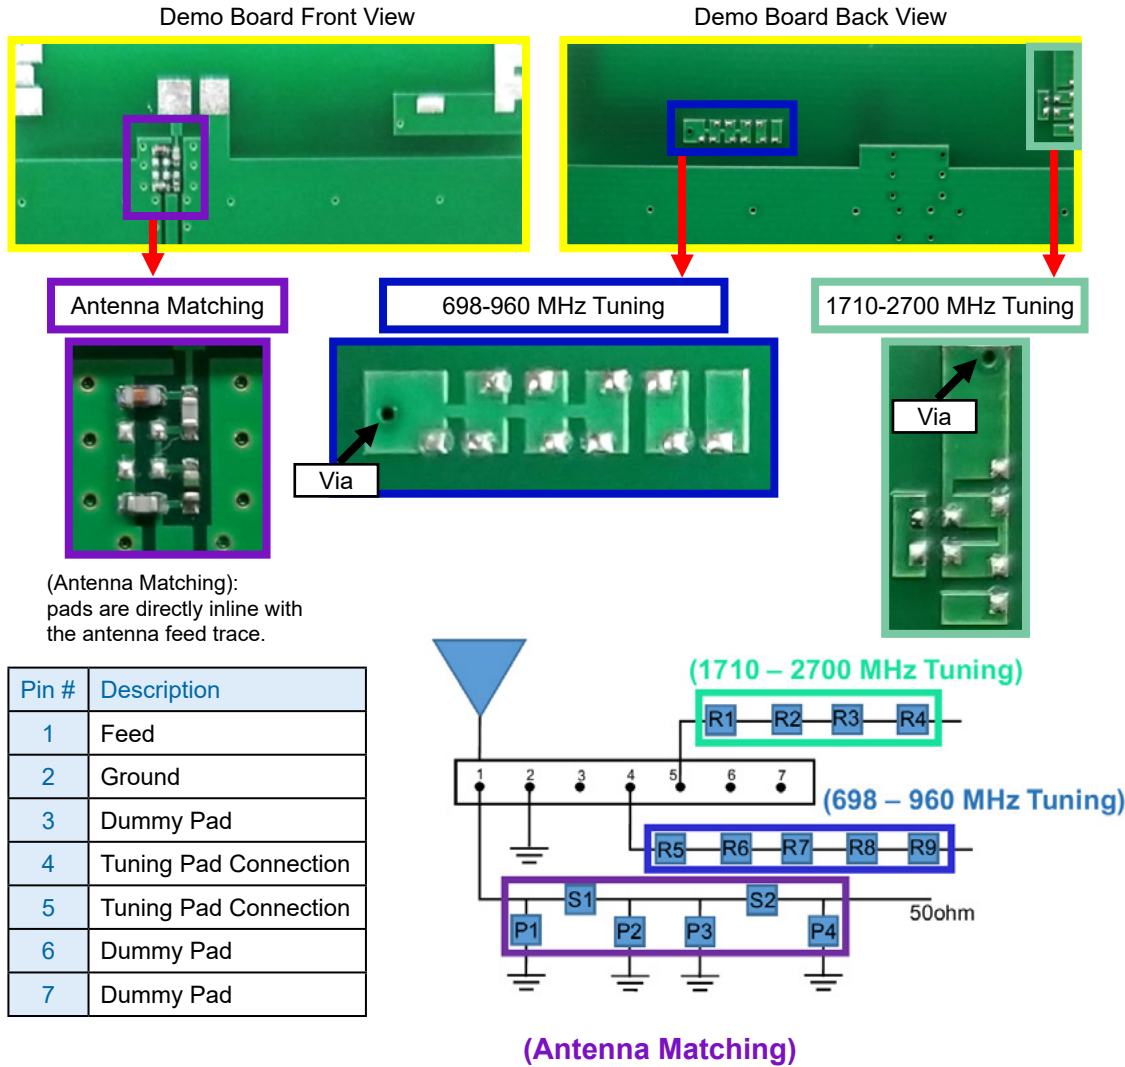 Demo Board Front View
Demo Board Back View
Antenna Matching
698-960 MHz Tuning
1710-2700 MHz Tuning
Via
Via
(Antenna Matching):
pads are directly inline with
the antenna feed trace.
Pin # Description
1 Feed
2 Ground
3 Dummy Pad
4 Tuning Pad Connection
5 Tuning Pad Connection
6 Dummy Pad
7 Dummy Pad
(1710 – 2700 MHz Tuning)
R1 R2 R3 R4
1 2 3 4 5 6 7
(698 – 960 MHz Tuning)
R5 R6 R7 R8 R9
S1 S2
50ohm
P1 P2 P3 P4
(Antenna Matching)